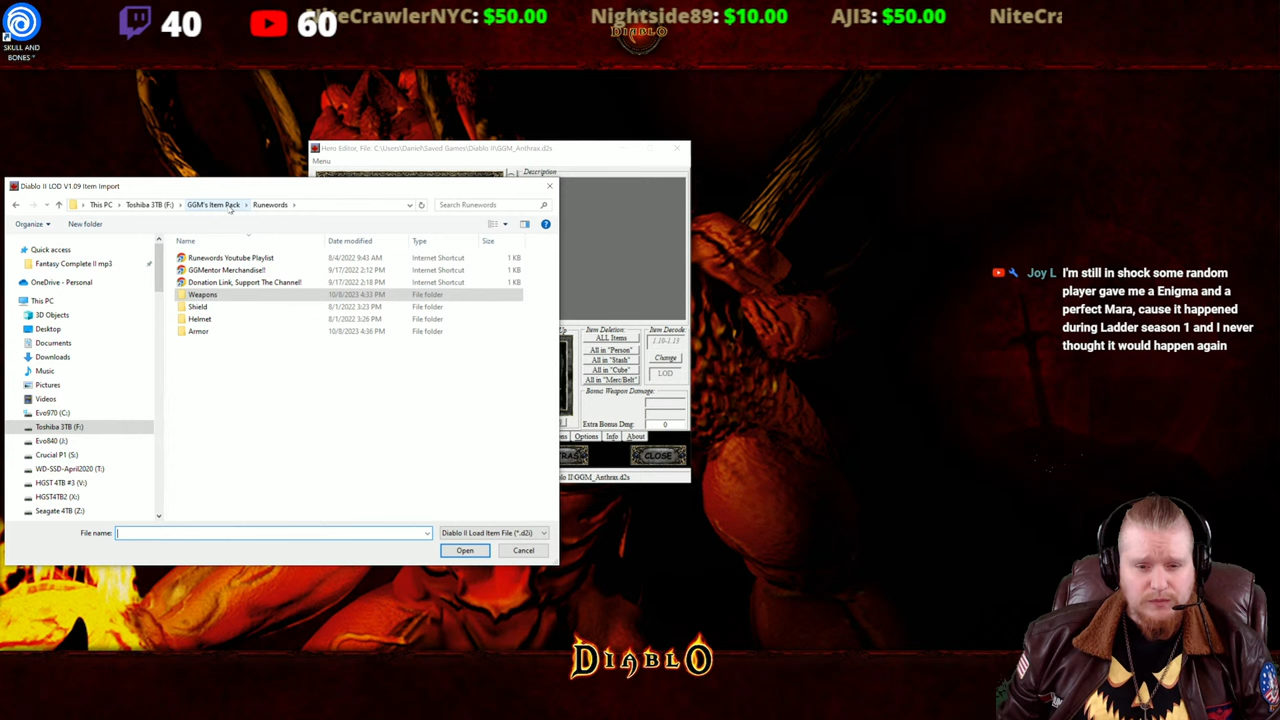 NiteCrawlerNYC: $50.00 Nightside89: $10.00 AJI3: $50.00 NiteCra
40 60
DIABLO
SKULL AND
BONES
Hero Editor, File: C:\Users\Daniel\Saved Games\Diablo II\GGM_Anthrax.d2s
Menu
Description
Diablo II LOD V1.09 Item Import
This PC > Toshiba 3TB (F:) > GGM's Item Pack > Runewords >
Search Runewords
Organize New folder
Name Date modified Type Size
Quick access
Fantasy Complete II mp3
OneDrive - Personal
This PC
3D Objects
Desktop
Documents
Downloads
Music
Pictures
Videos
Evo970 (C:)
Toshiba 3TB (F:)
Evo840 (J:)
Crucial P1 (S:)
WD-SSD-April2020 (T:)
HGST 4TB #3 (V:)
HGST4TB2 (X:)
Seagate 4TB (Z:)
Runewords Youtube Playlist 8/4/2022 9:43 AM Internet Shortcut 1 KB
GGMentor Merchandise!! 9/17/2022 2:12 PM Internet Shortcut 1 KB
Donation Link, Support The Channel! 9/17/2022 2:18 PM Internet Shortcut 1 KB
Weapons 10/8/2023 4:33 PM File folder
Shield 8/1/2022 3:23 PM File folder
Helmet 8/1/2022 3:26 PM File folder
Armor 10/8/2023 4:36 PM File folder
File name:
Diablo II Load Item File (*.d2i)
Open Cancel
Item Deletion:
ALL Items
All in "Person"
All in "Stash"
All in "Cube"
All in "Merc/Belt"
Item Decode:
1.10-1.13
Change
LOD
Bonus Weapon Damage:
Extra Bonus Dmg: 0
Options Info About
CLOSE
Diablo II\GGM_Anthrax.d2s
Joy L I'm still in shock some random
player gave me a Enigma and a
perfect Mara, cause it happened
during Ladder season 1 and I never
thought it would happen again
DIABLO